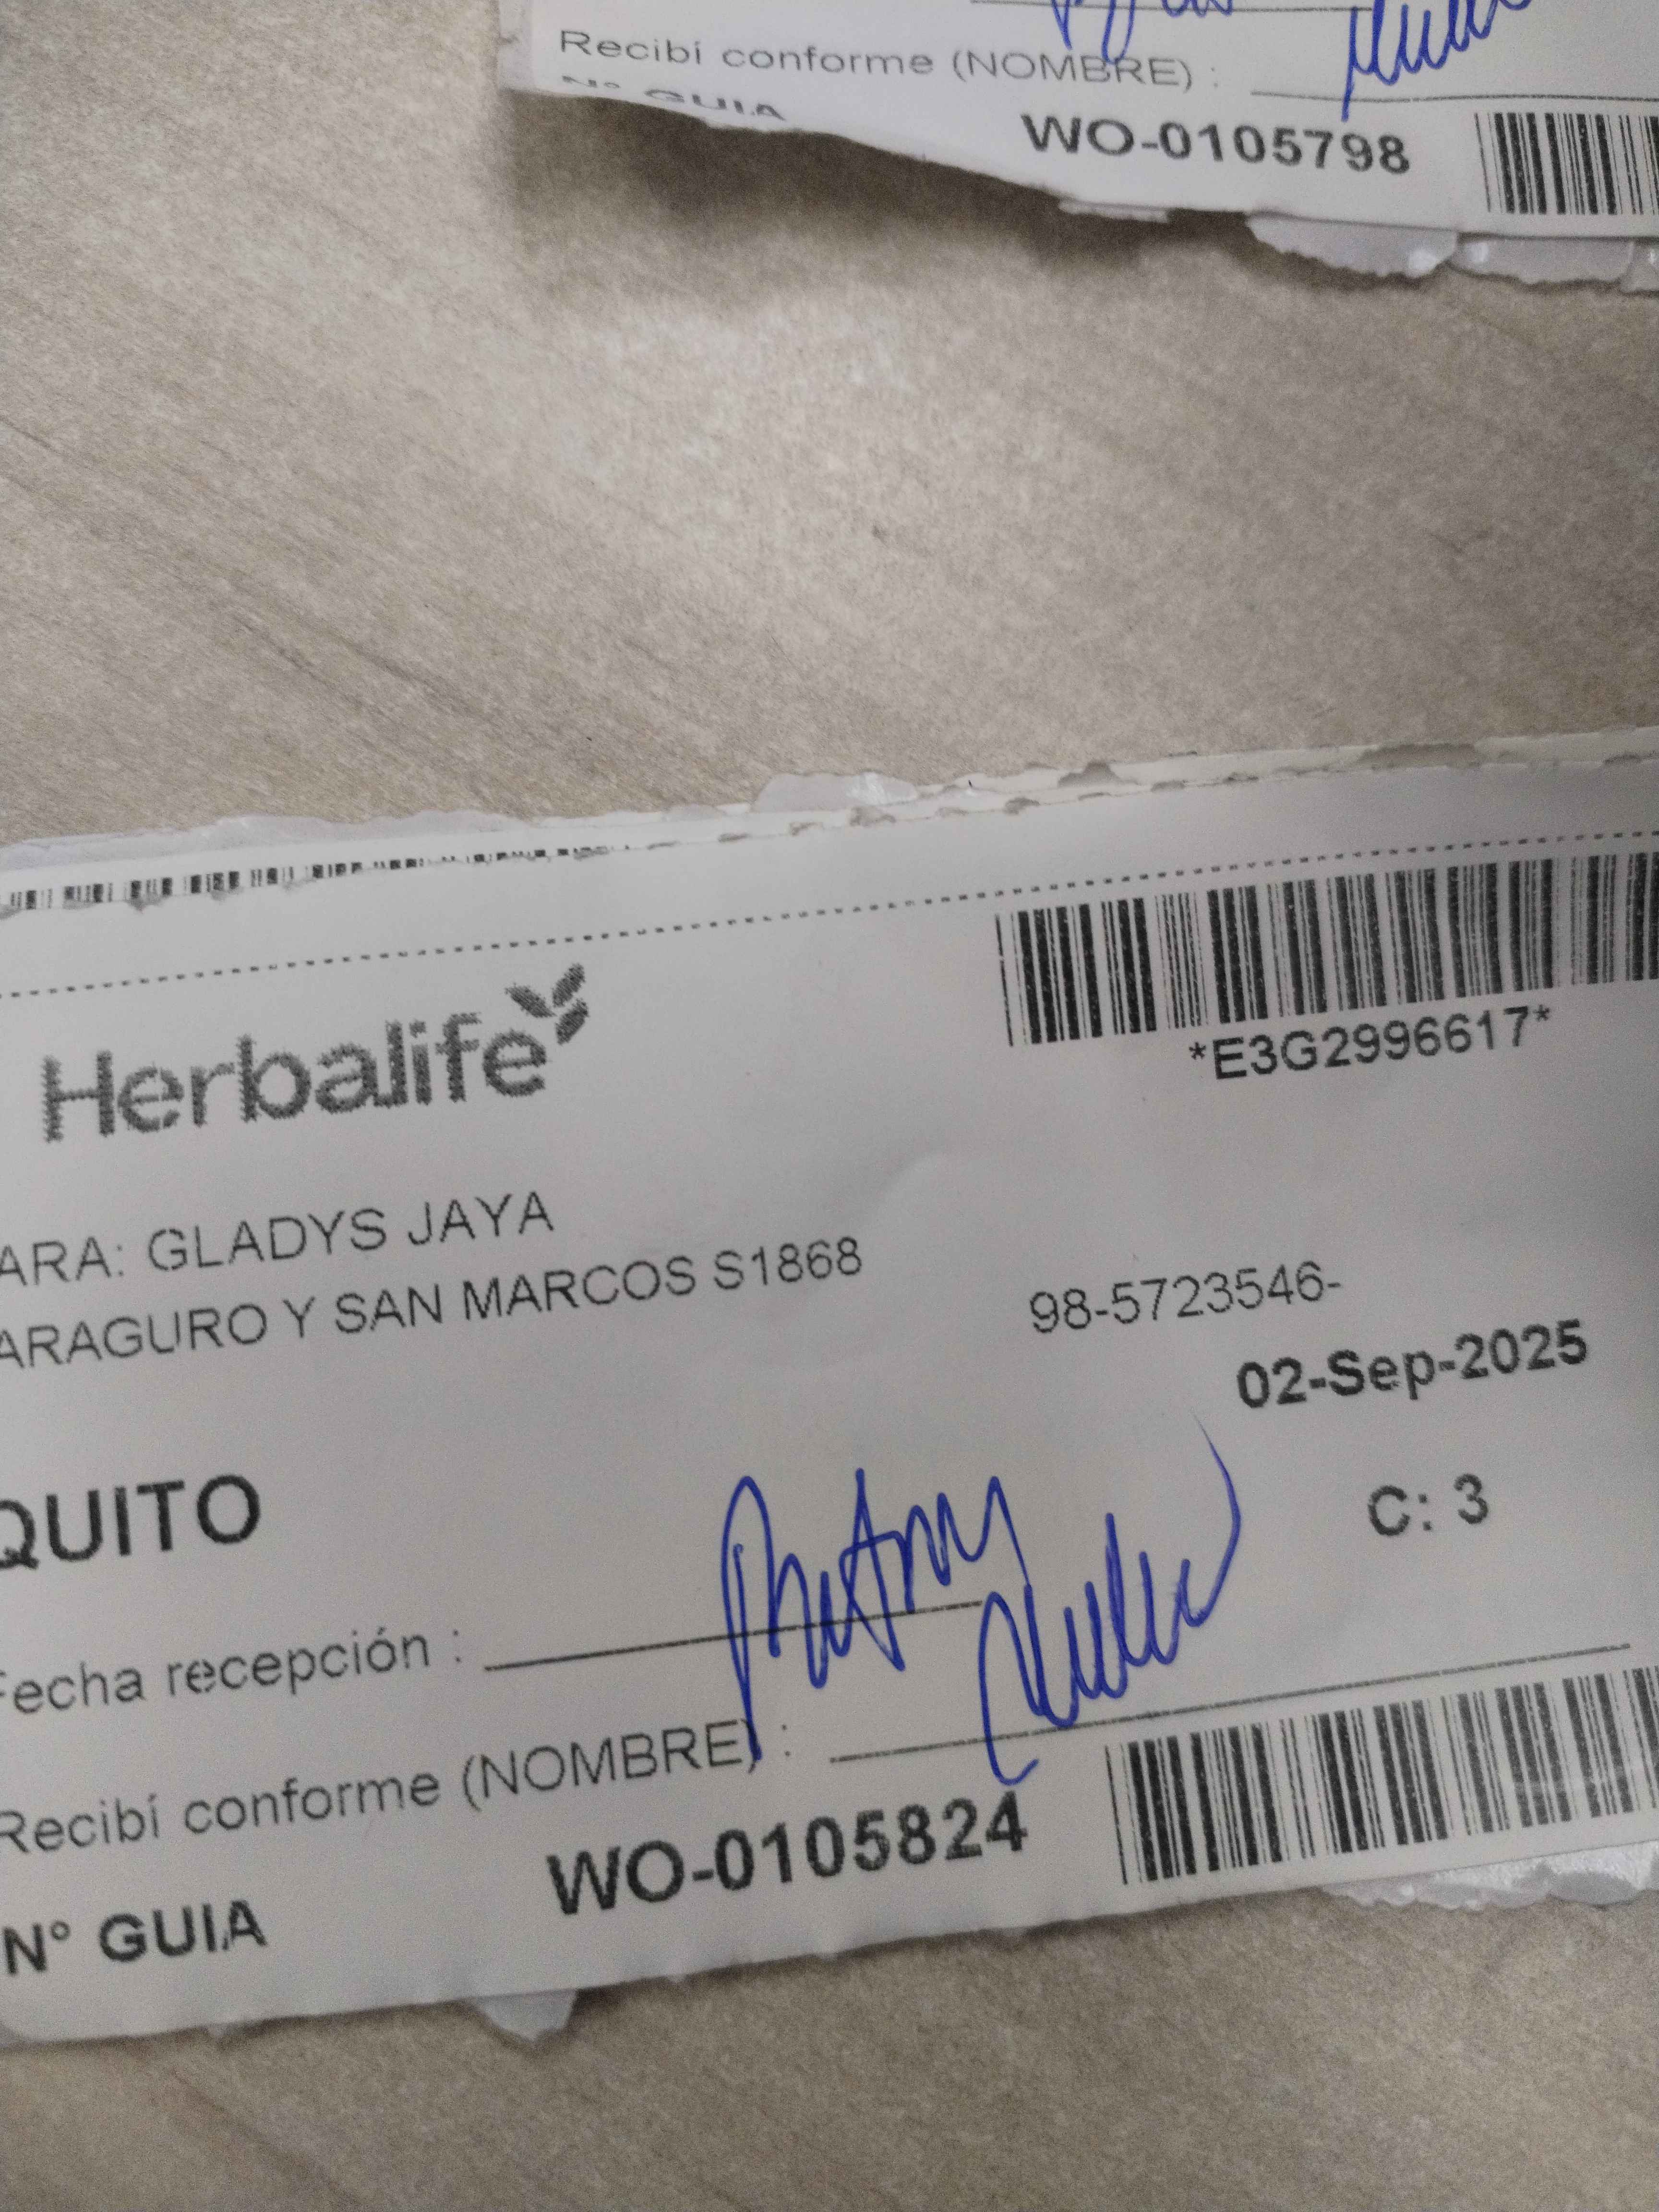 Recibí conforme (NOMBRE) :
N° GUIA
WO-0105798
Herbalife
*E3G2996617*
ARA: GLADYS JAYA
ARAGURO Y SAN MARCOS S1868
98-5723546-
02-Sep-2025
QUITO
C: 3
Fecha recepción :
Recibí conforme (NOMBRE) :
N° GUIA
WO-0105824